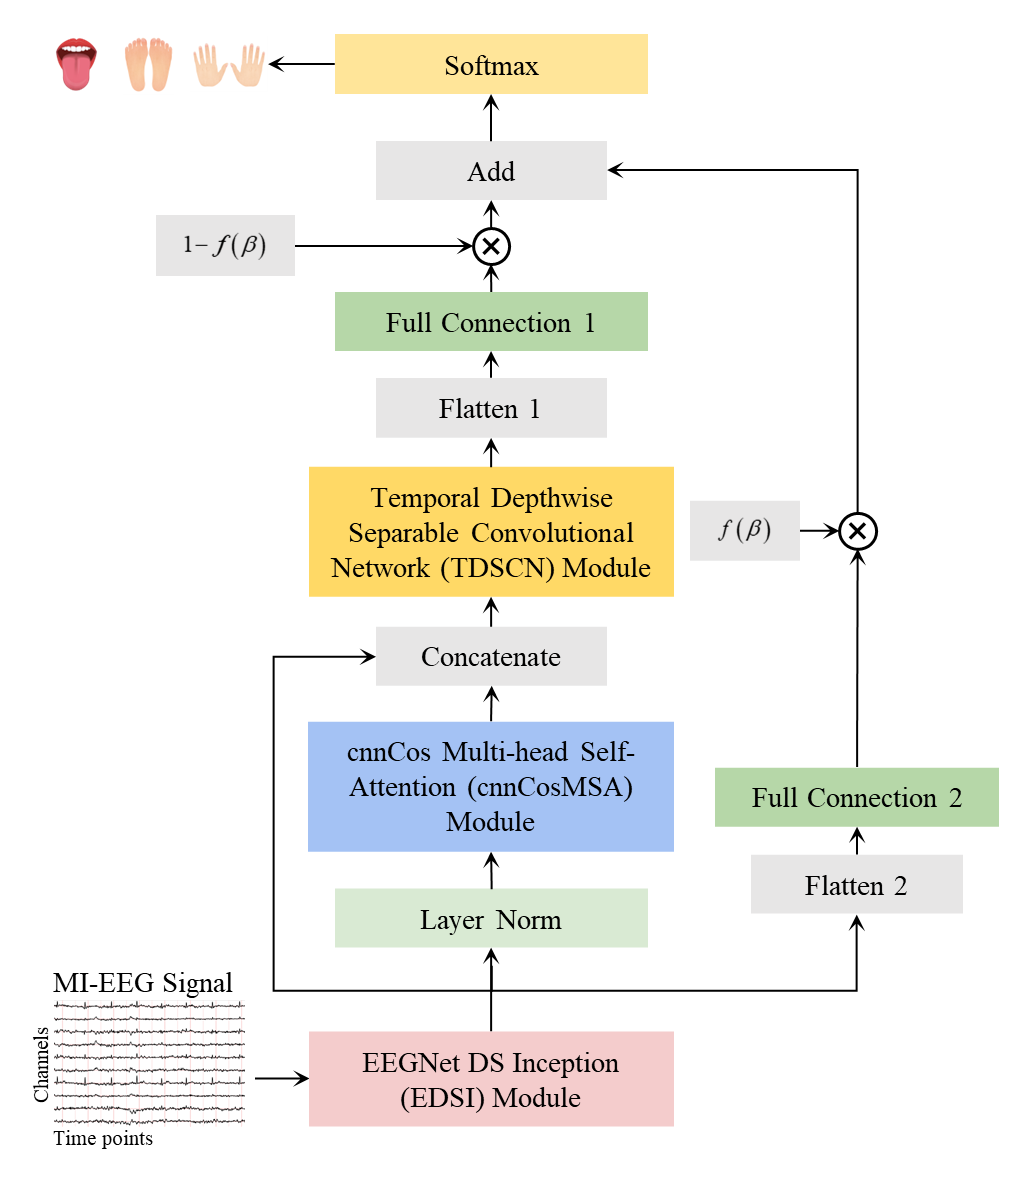 Softmax
Add
1− f(β)
Full Connection 1
Flatten 1
Temporal Depthwise
Separable Convolutional
Network (TDSCN) Module
f(β)
Concatenate
cnnCos Multi-head Self-
Attention (cnnCosMSA)
Module
Full Connection 2
Flatten 2
Layer Norm
MI-EEG Signal
Channels
Time points
EEGNet DS Inception
(EDSI) Module